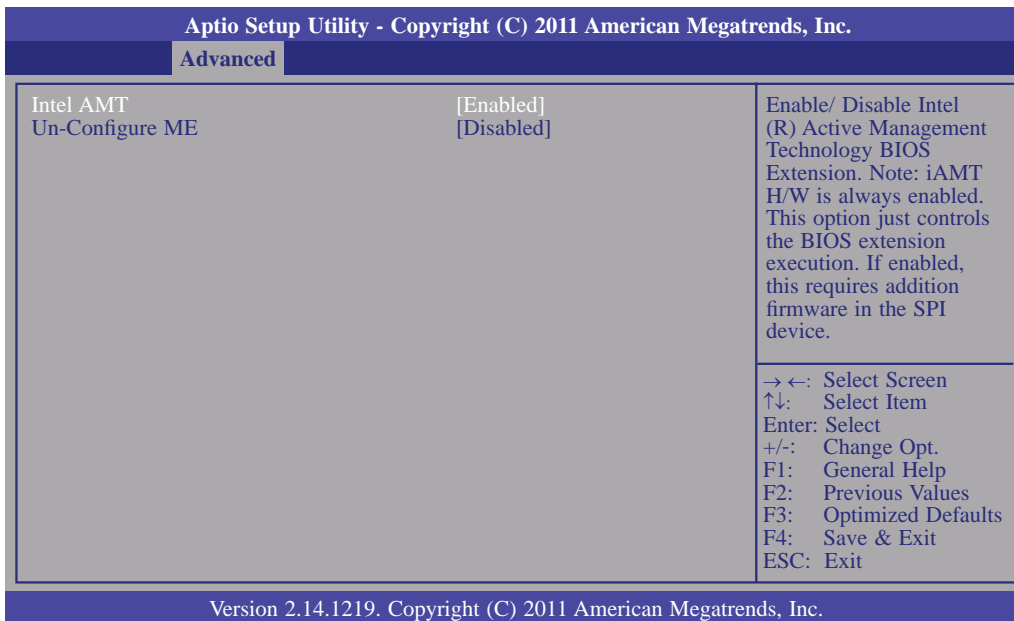 Aptio Setup Utility - Copyright (C) 2011 American Megatrends, Inc.
Advanced
Intel AMT [Enabled]
Un-Configure ME [Disabled]
Enable/ Disable Intel
(R) Active Management
Technology BIOS
Extension. Note: iAMT
H/W is always enabled.
This option just controls
the BIOS extension
execution. If enabled,
this requires addition
firmware in the SPI
device.
→ ←: Select Screen
↑↓: Select Item
Enter: Select
+/-: Change Opt.
F1: General Help
F2: Previous Values
F3: Optimized Defaults
F4: Save & Exit
ESC: Exit
Version 2.14.1219. Copyright (C) 2011 American Megatrends, Inc.